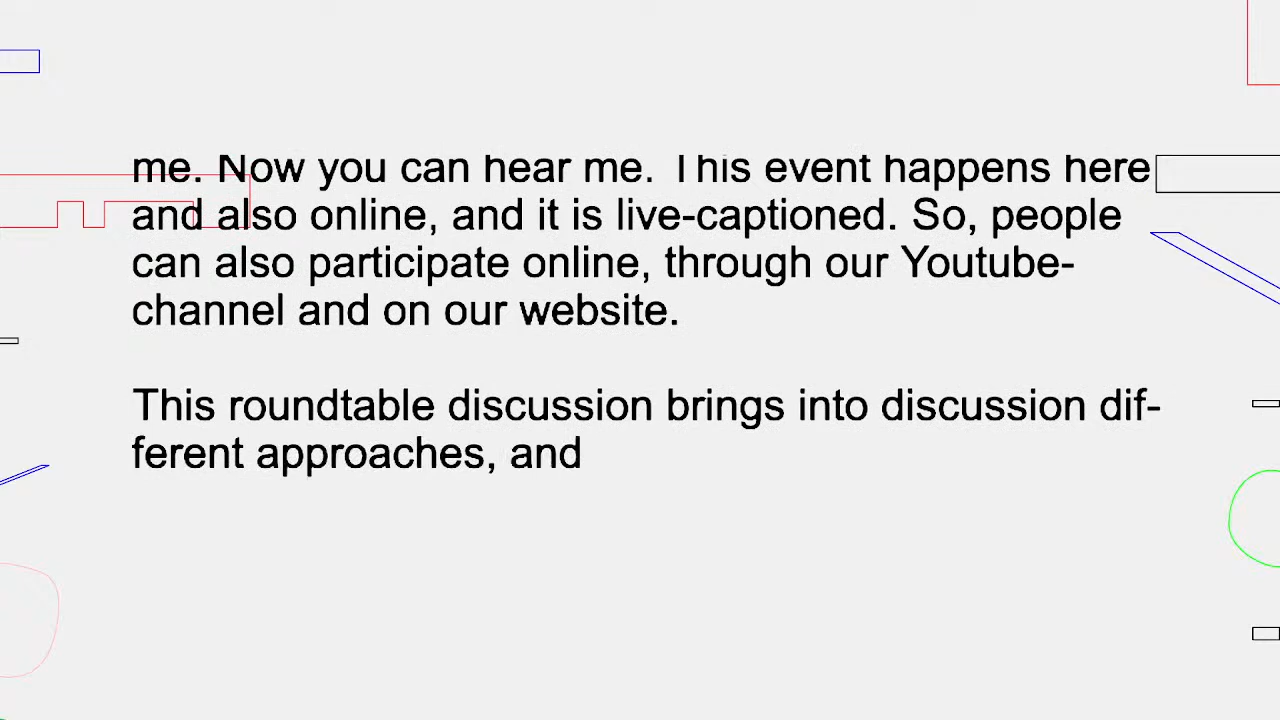 me. Now you can hear me. This event happens here
and also online, and it is live-captioned. So, people
can also participate online, through our Youtube-
channel and on our website.
This roundtable discussion brings into discussion dif-
ferent approaches, and